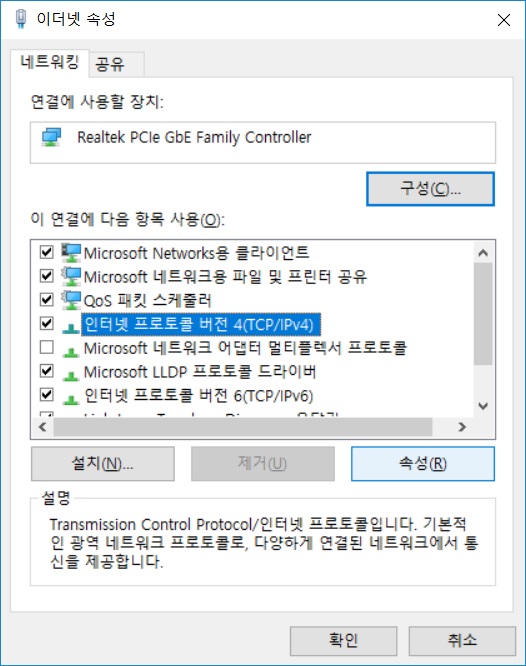 이더넷 속성
네트워킹
공유
연결에 사용할 장치:
Realtek PCIe GbE Family Controller
구성(C)...
이 연결에 다음 항목 사용(O):
Microsoft Networks용 클라이언트
Microsoft 네트워크용 파일 및 프린터 공유
QoS 패킷 스케줄러
인터넷 프로토콜 버전 4(TCP/IPv4)
Microsoft 네트워크 어댑터 멀티플렉서 프로토콜
Microsoft LLDP 프로토콜 드라이버
인터넷 프로토콜 버전 6(TCP/IPv6)
설치(N)...
제거(U)
속성(R)
설명
Transmission Control Protocol/인터넷 프로토콜입니다. 기본적
인 광역 네트워크 프로토콜로, 다양하게 연결된 네트워크에서 통
신을 제공합니다.
확인
취소